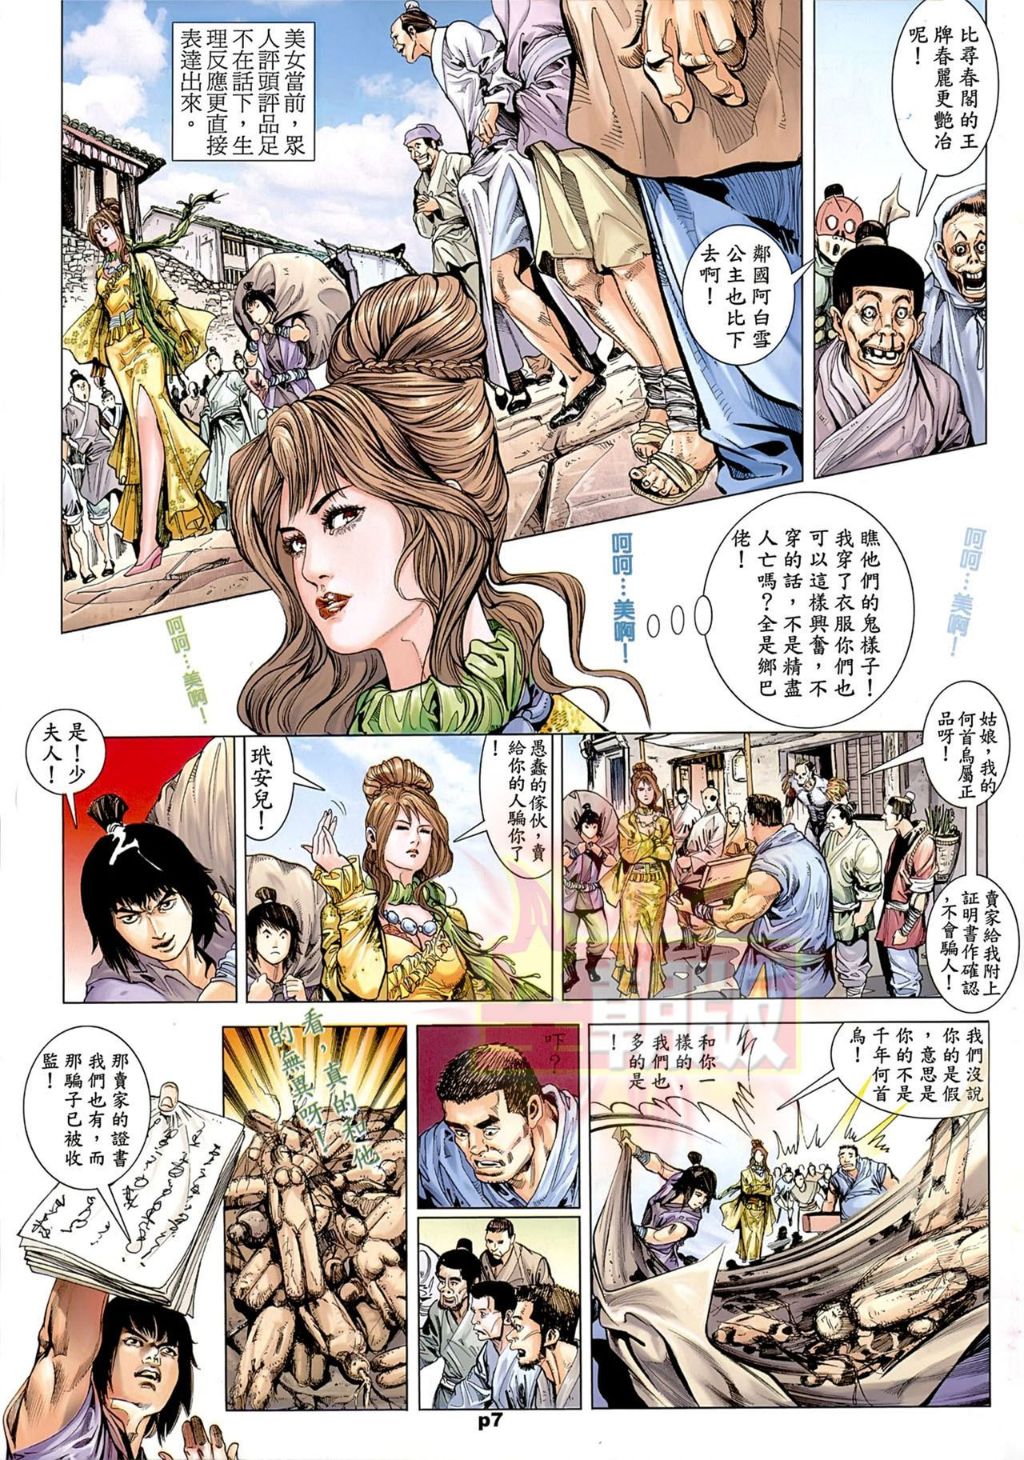 比尋春閣的王
牌春麗更艷冶
呢！
鄰國阿白雪
公主也比下
去啊！
美女當前，眾
人評頭評品足
不在話下，生
理反應更直接
表達出來。
呵呵…美啊！
瞧他們的鬼樣子！
我穿了衣服你們也
可以這樣興奮，不
穿的話，不是精盡
人亡嗎？全是鄉巴
佬！
呵呵…美啊！
呵呵…美啊！
姑娘，我的
何首烏屬正
品呀！
賣家給我附上
証明書作確認
，不會騙人！
愚蠢的傢伙，賣
給你的人騙你了
！
玳安兒！
是！少
夫人！
我們沒說
你的是假
，意思是
你的不是
千年何首
烏！
和你一
樣的，
我們也
多的是
！
吓？
看，真的和他
的無異呀！
那賣家的證書
我們也有，而
那騙子已被收
監！
p7